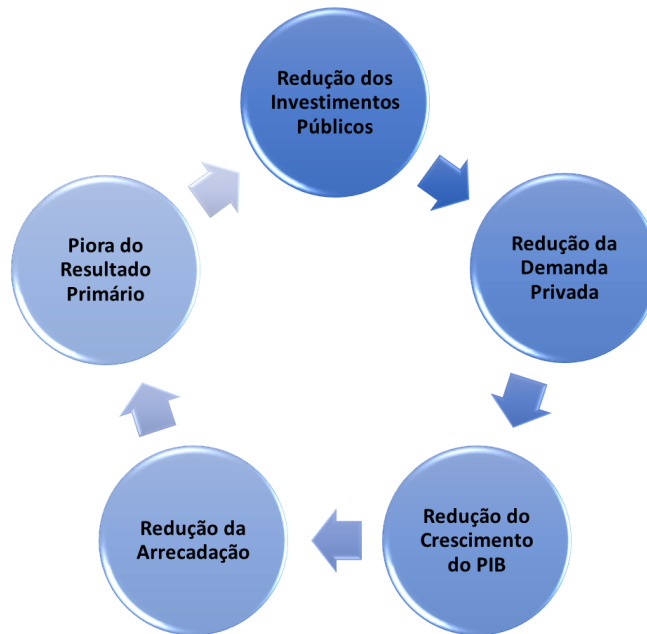 Redução dos
Investimentos
Públicos
Redução da
Demanda
Privada
Redução do
Crescimento
do PIB
Redução da
Arrecadação
Piora do
Resultado
Primário